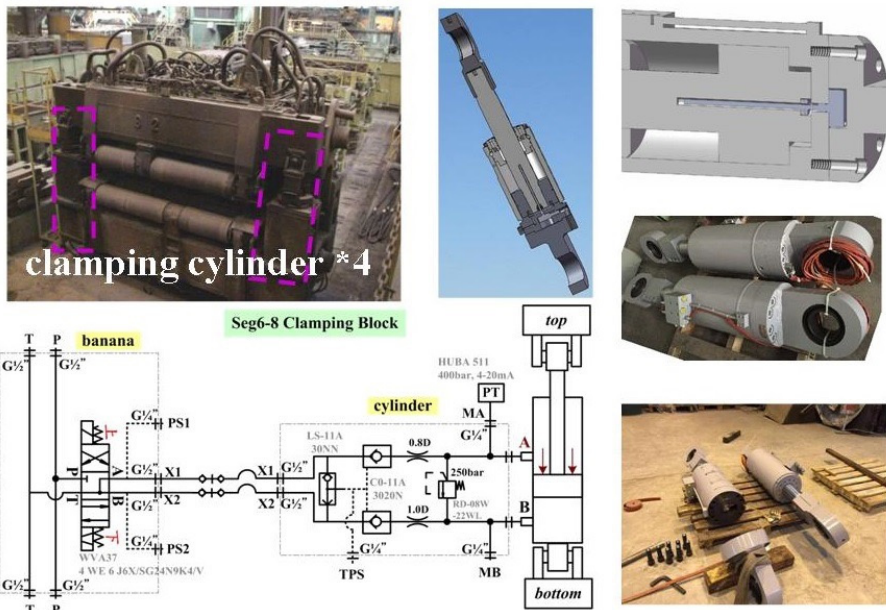 clamping cylinder *4
Seg6-8 Clamping Block
banana
T
P
G½"
G½"
G¼"
PS1
P
A
T
B
G½"
X1
X2
G½"
G¼"
PS2
WVA37
4 WE 6 J6X/SG24N9K4/V
G½"
G½"
T
P
X1
X2
G½"
G½"
cylinder
LS-11A
30NN
0.8D
C0-11A
3020N
1.0D
G¼"
TPS
HUBA 511
400bar, 4-20mA
PT
MA
G¼"
A
250bar
RD-08W
-22WL
B
G¼"
MB
top
bottom